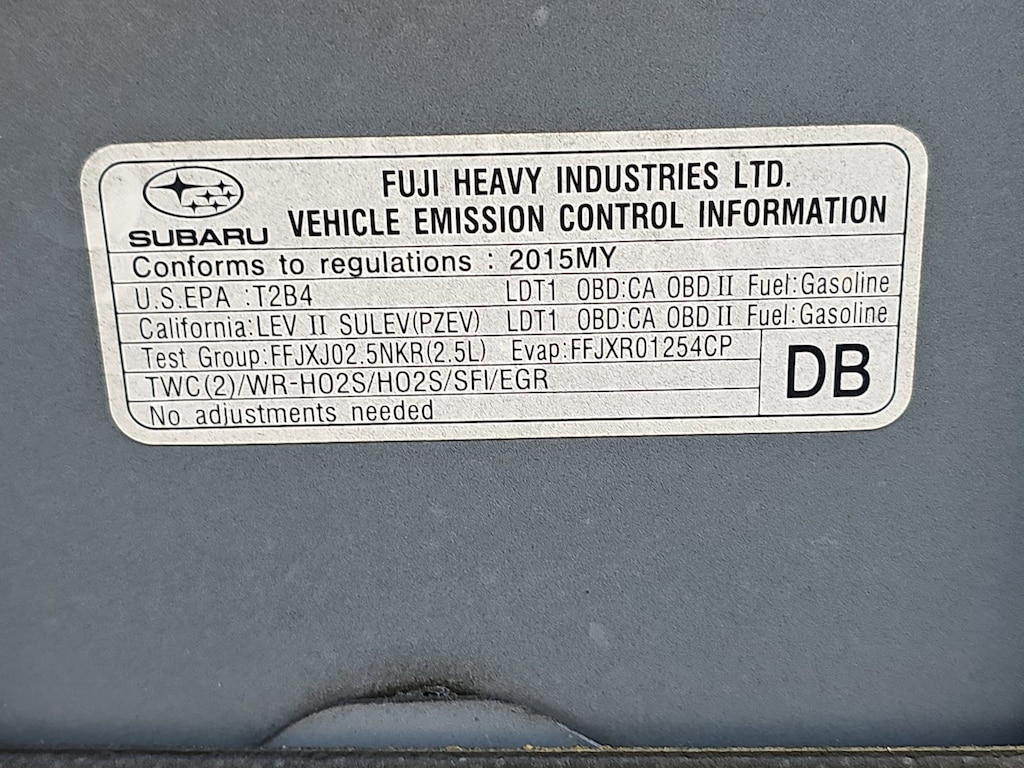 FUJI HEAVY INDUSTRIES LTD.
SUBARU VEHICLE EMISSION CONTROL INFORMATION
Conforms to regulations : 2015MY
U.S.EPA :T2B4 LDT1 OBD:CA OBD II Fuel:Gasoline
California:LEV II SULEV(PZEV) LDT1 OBD:CA OBD II Fuel:Gasoline
Test Group:FFJXJ02.5NKR(2.5L) Evap:FFJXR01254CP
TWC(2)/WR-HO2S/HO2S/SFI/EGR
DB
No adjustments needed